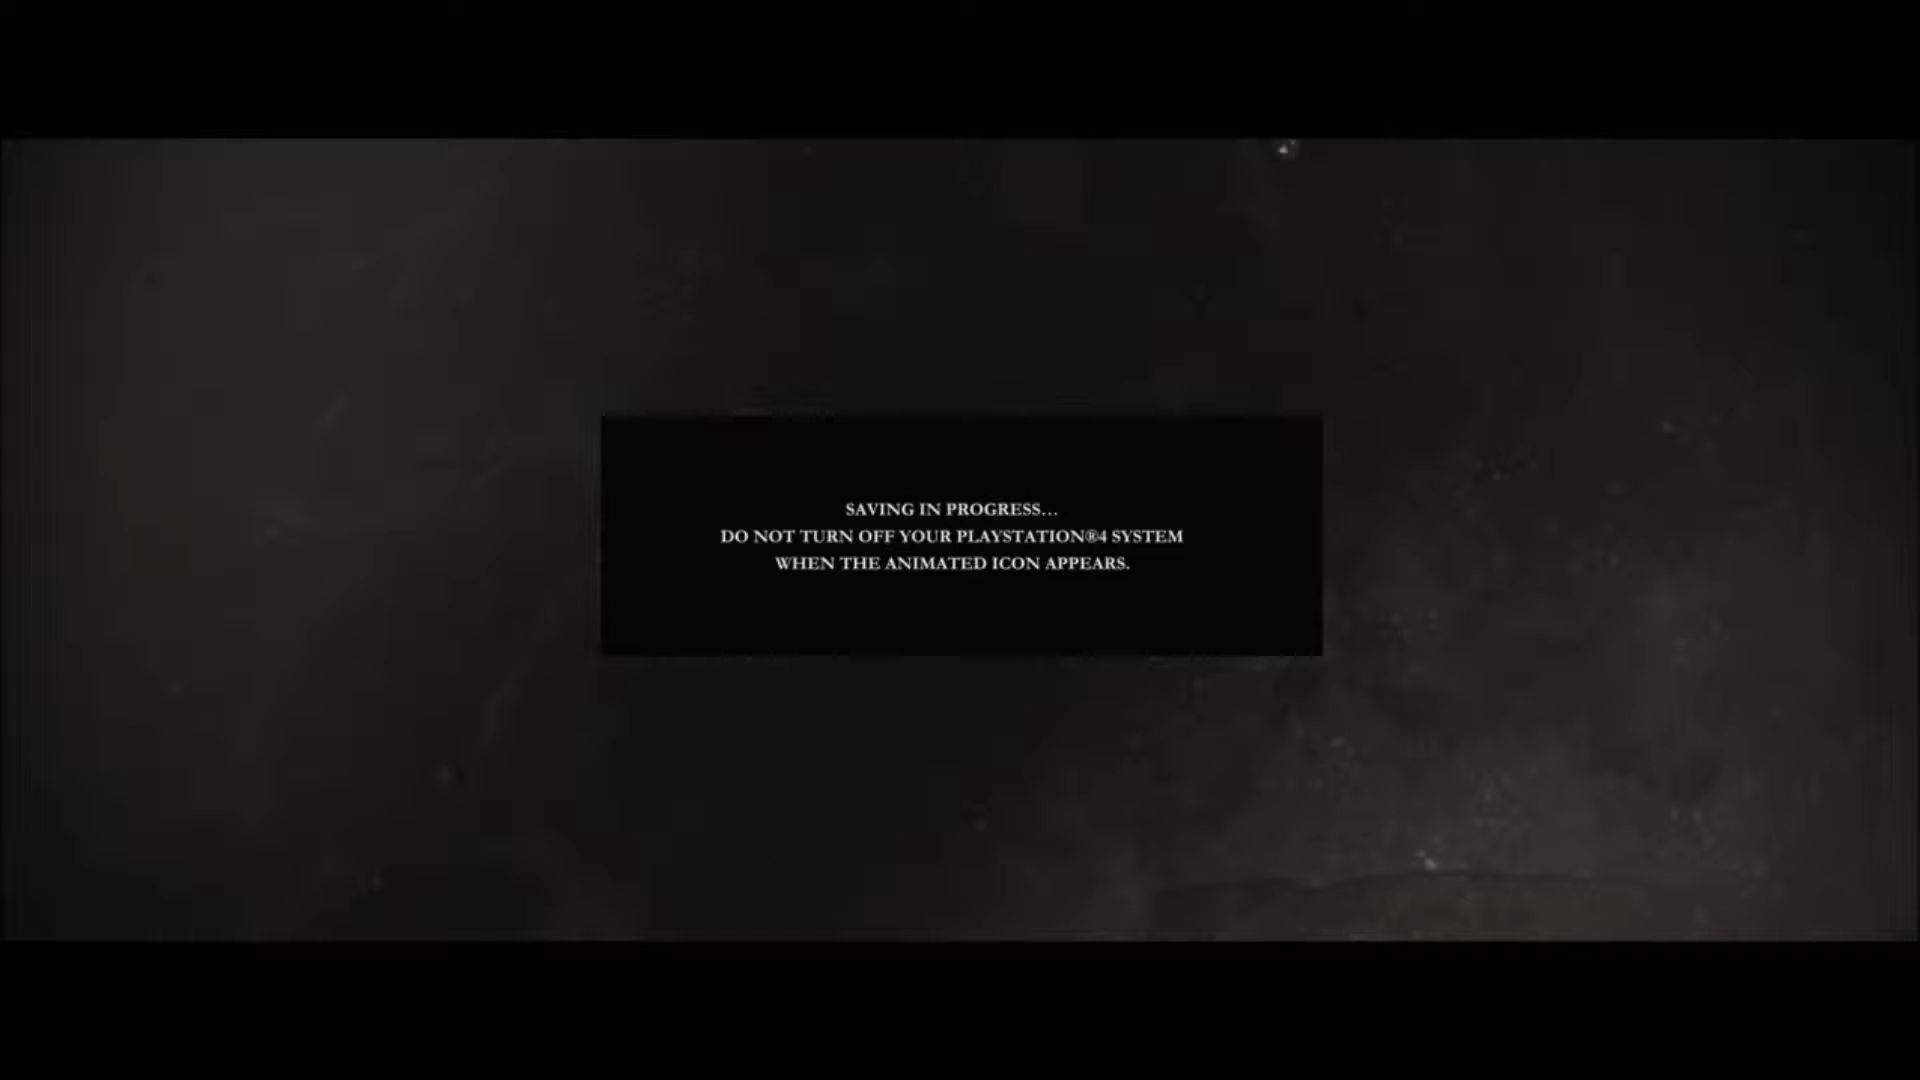 SAVING IN PROGRESS...
DO NOT TURN OFF YOUR PLAYSTATION®4 SYSTEM
WHEN THE ANIMATED ICON APPEARS.